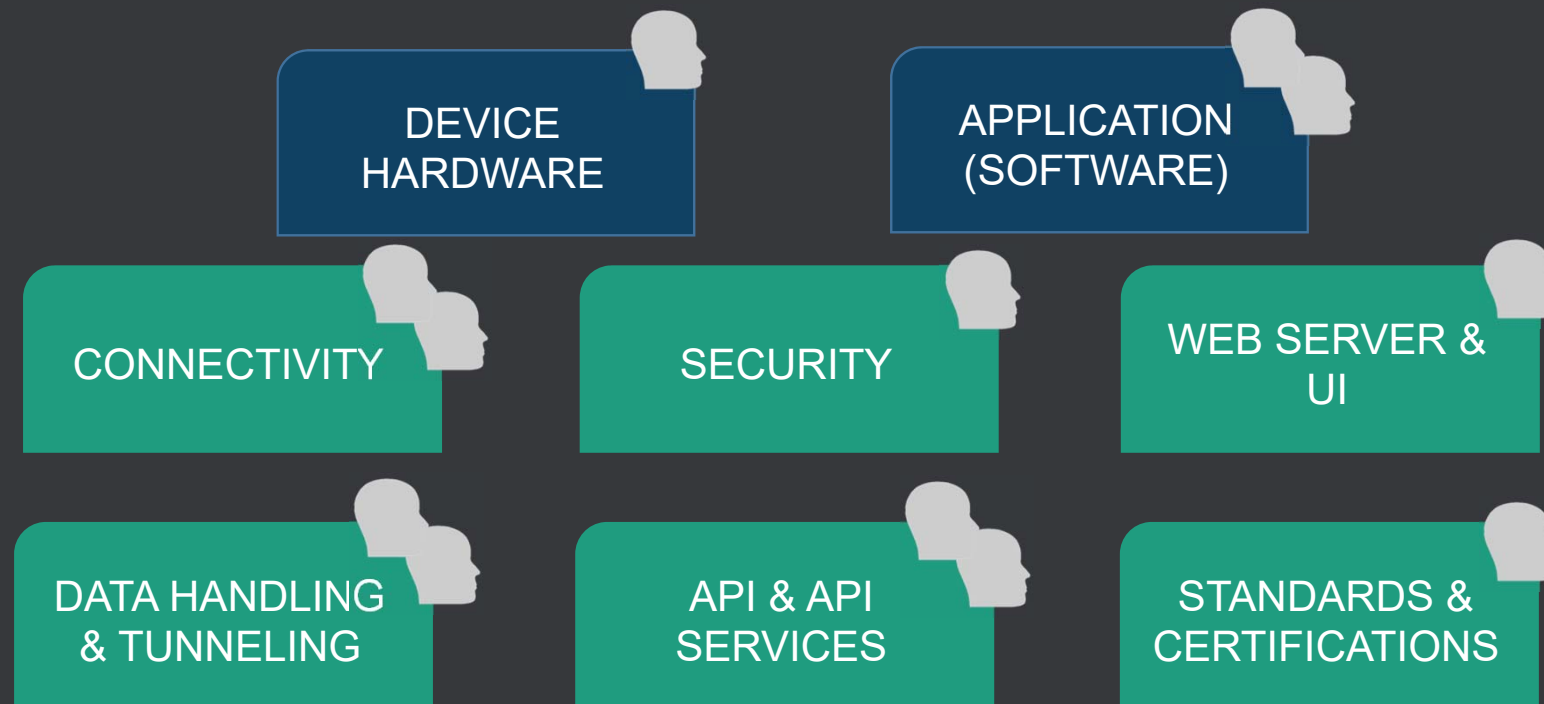 DEVICE
HARDWARE
APPLICATION
(SOFTWARE)
CONNECTIVITY
SECURITY
WEB SERVER &
UI
DATA HANDLING
& TUNNELING
API & API
SERVICES
STANDARDS &
CERTIFICATIONS